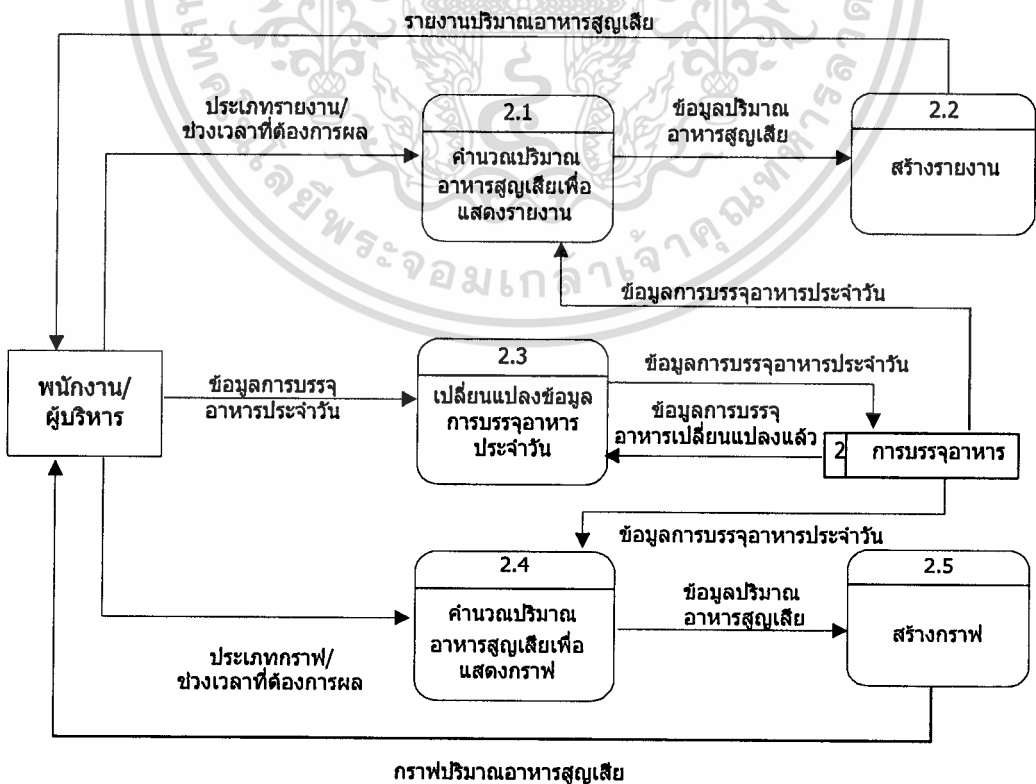 รายงานปริมาณอาหารสูญเสีย
ประเภทรายงาน/
ช่วงเวลาที่ต้องการผล
2.1
คำนวณปริมาณ
อาหารสูญเสียเพื่อ
แสดงรายงาน
ข้อมูลปริมาณ
อาหารสูญเสีย
2.2
สร้างรายงาน
ข้อมูลการบรรจุอาหารประจำวัน
พนักงาน/
ผู้บริหาร
ข้อมูลการบรรจุ
อาหารประจำวัน
2.3
เปลี่ยนแปลงข้อมูล
การบรรจุอาหาร
ประจำวัน
ข้อมูลการบรรจุอาหารประจำวัน
ข้อมูลการบรรจุ
อาหารเปลี่ยนแปลงแล้ว
2 การบรรจุอาหาร
ข้อมูลการบรรจุอาหารประจำวัน
ประเภทกราฟ/
ช่วงเวลาที่ต้องการผล
2.4
คำนวณปริมาณ
อาหารสูญเสียเพื่อ
แสดงกราฟ
ข้อมูลปริมาณ
อาหารสูญเสีย
2.5
สร้างกราฟ
กราฟปริมาณอาหารสูญเสีย